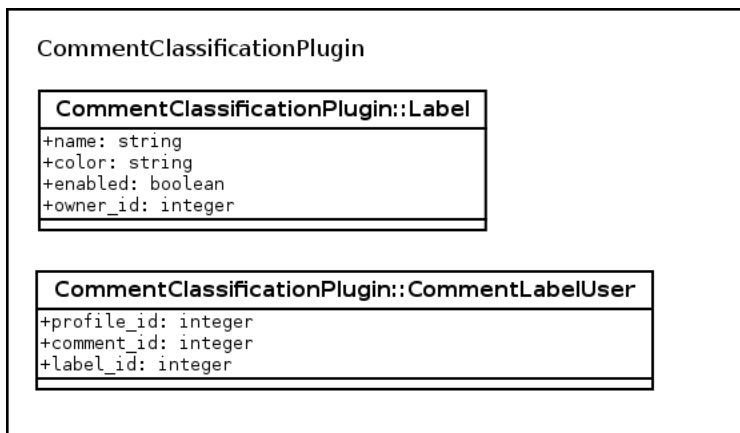 CommentClassificationPlugin
CommentClassificationPlugin::Label
+name: string
+color: string
+enabled: boolean
+owner_id: integer
CommentClassificationPlugin::CommentLabelUser
+profile_id: integer
+comment_id: integer
+label_id: integer